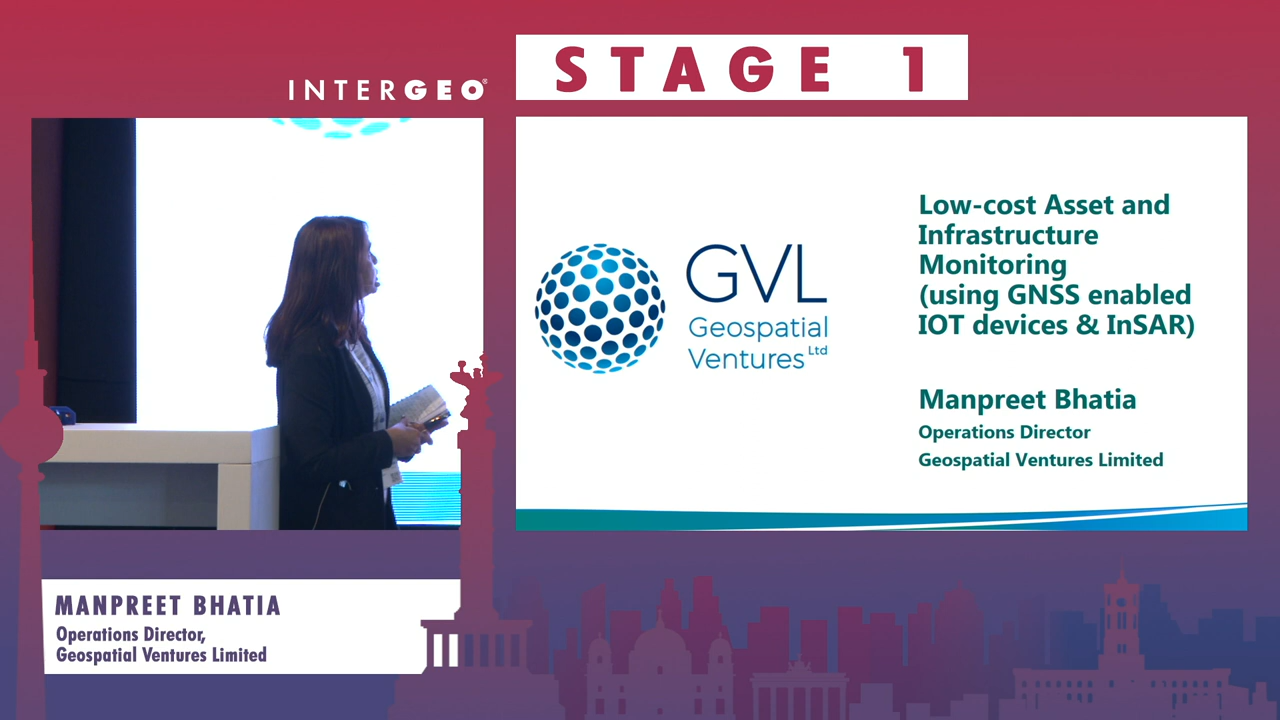 INTERGEO®
STAGE 1
GVL
Geospatial
Ventures Ltd
Low-cost Asset and
Infrastructure
Monitoring
(using GNSS enabled
IOT devices & InSAR)
Manpreet Bhatia
Operations Director
Geospatial Ventures Limited
MANPREET BHATIA
Operations Director,
Geospatial Ventures Limited